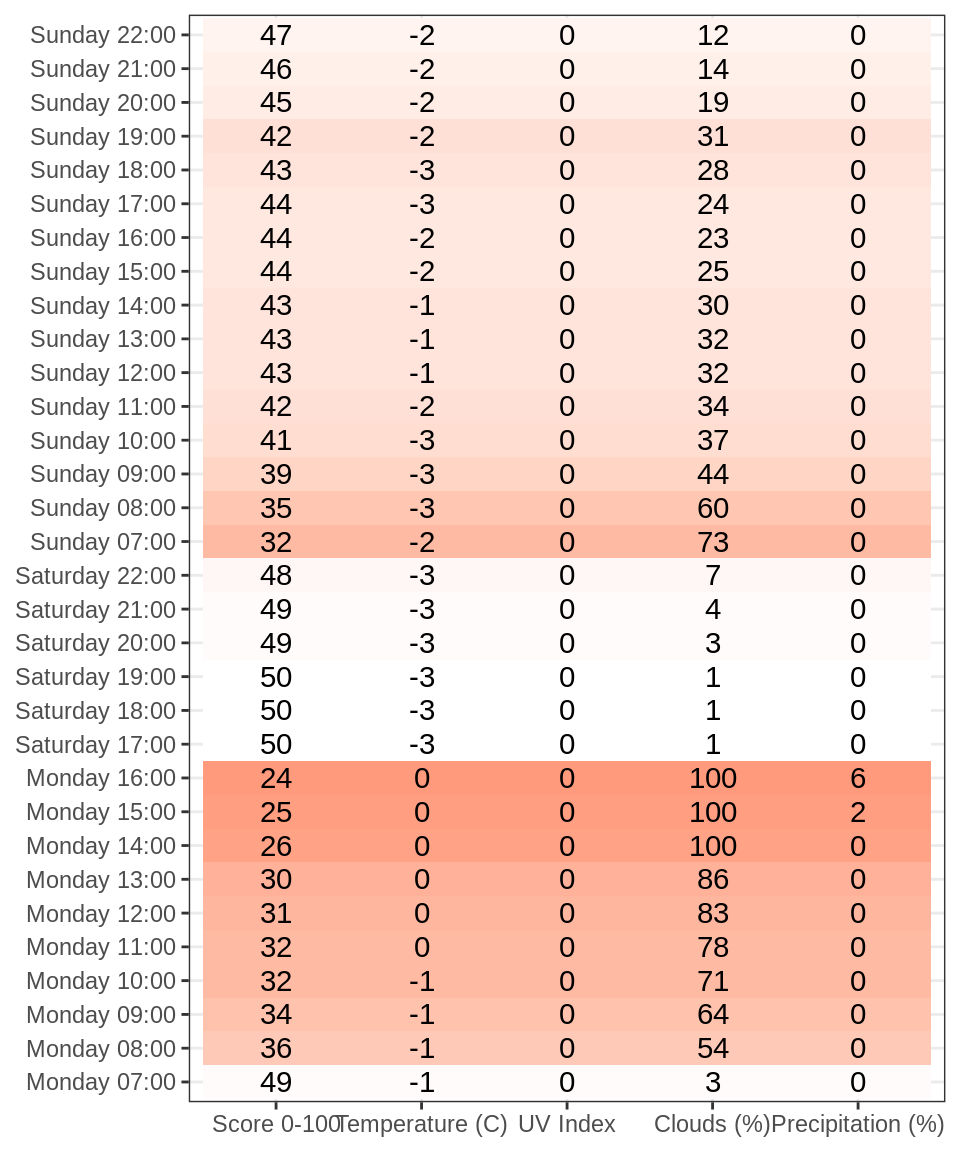 Sunday 22:00 47 -2 0 12 0
Sunday 21:00 46 -2 0 14 0
Sunday 20:00 45 -2 0 19 0
Sunday 19:00 42 -2 0 31 0
Sunday 18:00 43 -3 0 28 0
Sunday 17:00 44 -3 0 24 0
Sunday 16:00 44 -2 0 23 0
Sunday 15:00 44 -2 0 25 0
Sunday 14:00 43 -1 0 30 0
Sunday 13:00 43 -1 0 32 0
Sunday 12:00 43 -1 0 32 0
Sunday 11:00 42 -2 0 34 0
Sunday 10:00 41 -3 0 37 0
Sunday 09:00 39 -3 0 44 0
Sunday 08:00 35 -3 0 60 0
Sunday 07:00 32 -2 0 73 0
Saturday 22:00 48 -3 0 7 0
Saturday 21:00 49 -3 0 4 0
Saturday 20:00 49 -3 0 3 0
Saturday 19:00 50 -3 0 1 0
Saturday 18:00 50 -3 0 1 0
Saturday 17:00 50 -3 0 1 0
Monday 16:00 24 0 0 100 6
Monday 15:00 25 0 0 100 2
Monday 14:00 26 0 0 100 0
Monday 13:00 30 0 0 86 0
Monday 12:00 31 0 0 83 0
Monday 11:00 32 0 0 78 0
Monday 10:00 32 -1 0 71 0
Monday 09:00 34 -1 0 64 0
Monday 08:00 36 -1 0 54 0
Monday 07:00 49 -1 0 3 0
Score 0-100 Temperature (C) UV Index Clouds (%) Precipitation (%)